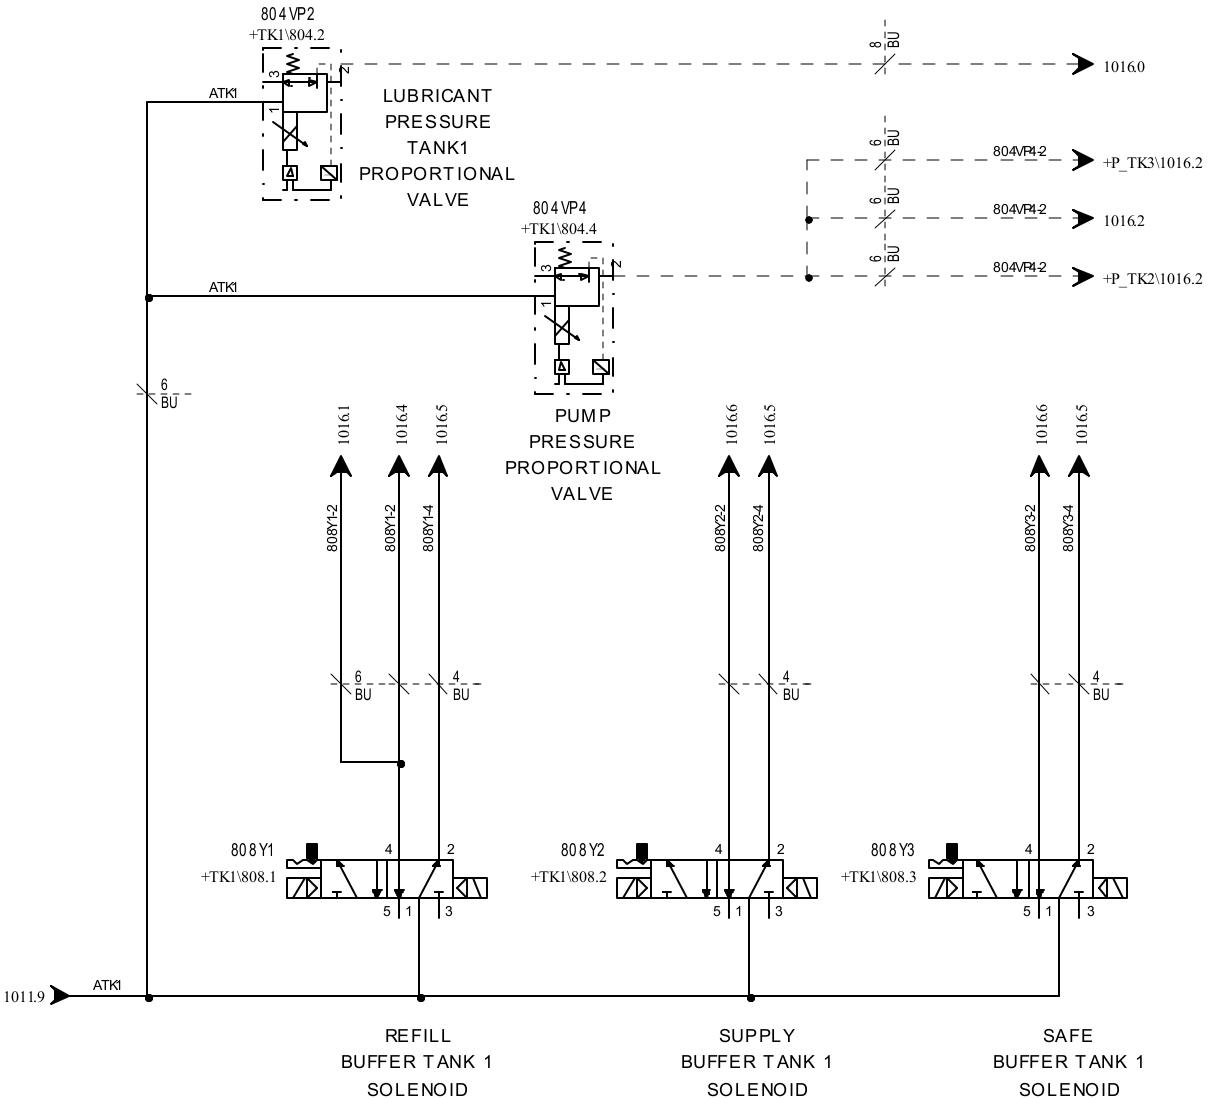 804VP2
+TK1\804.2
8
BU
1016.0
3
2
ATK1
1
LUBRICANT
PRESSURE
TANK1
PROPORTIONAL
VALVE
6
BU
804VP4-2
+P_TK3\1016.2
6
BU
804VP4-2
1016.2
6
BU
804VP4-2
+P_TK2\1016.2
804VP4
+TK1\804.4
3
2
ATK1
1
6
BU
PUMP
PRESSURE
PROPORTIONAL
VALVE
1016.1
1016.4
1016.5
1016.6
1016.5
1016.6
1016.5
808Y1-2
808Y1-2
808Y1-4
808Y2-2
808Y2-4
808Y3-2
808Y3-4
6
BU
4
BU
4
BU
4
BU
808Y1
+TK1\808.1
4
2
5
1
3
808Y2
+TK1\808.2
4
2
5
1
3
808Y3
+TK1\808.3
4
2
5
1
3
1011.9
ATK1
REFILL
BUFFER TANK 1
SOLENOID
SUPPLY
BUFFER TANK 1
SOLENOID
SAFE
BUFFER TANK 1
SOLENOID